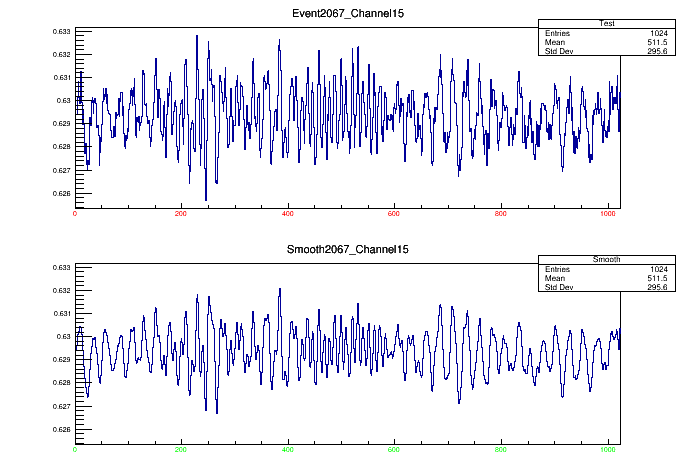 Event2067_Channel15
Test
Entries 1024
Mean 511.5
Std Dev 295.6
0.633
0.632
0.631
0.63
0.629
0.628
0.627
0.626
0 200 400 600 800 1000
Smooth2067_Channel15
Smooth
Entries 1024
Mean 511.5
Std Dev 295.6
0.633
0.632
0.631
0.63
0.629
0.628
0.627
0.626
0 200 400 600 800 1000